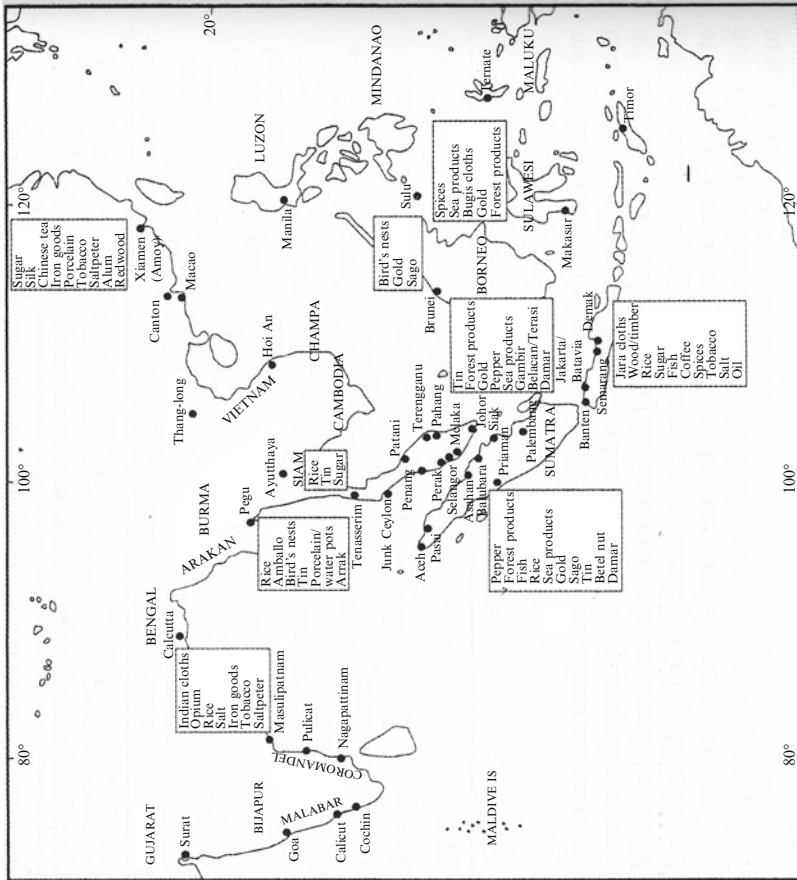 80°
100°
120°
20°
GUJARAT
Surat
BIJAPUR
Goa
MALABAR
Calicut
Cochin
MALDIVE IS
COROMANDEL
Nagapattinam
Pulicat
Masulipatnam
Indian cloths
Opium
Rice
Salt
Iron goods
Tobacco
Saltpeter
BENGAL
Calcutta
ARAKAN
BURMA
Pegu
Rice
Amballo
Bird's nests
Tin
Porcelain/
water pots
Arrak
Tenasserim
Junk Ceylon
Ayutthaya
SIAM
Rice
Tin
Sugar
CAMBODIA
CHAMPA
VIETNAM
Thang-long
Hoi An
Canton
Macao
Xiamen
(Amoy)
Sugar
Silk
Chinese tea
Iron goods
Porcelain
Tobacco
Saltpeter
Alum
Redwood
LUZON
Manila
MINDANAO
Sulu
Patani
Terengganu
Pahang
Penang
Perak
Selangor
Melaka
Johor
Aceh
Pasai
Asahan
Batubara
Siak
Priaman
Palembang
SUMATRA
Pepper
Forest products
Fish
Rice
Sea products
Gold
Sago
Tin
Betel nut
Damar
Tin
Forest products
Gold
Pepper
Sea products
Gambir
Belacan/Terasi
Damar
Brunei
BORNEO
Bird's nests
Gold
Sago
Spices
Sea products
Bugis cloths
Gold
Forest products
SULAWESI
Makasar
Ternate
MALUKU
Timor
Banten
Jakarta/
Batavia
Semarang
Demak
Jara cloths
Wood/timber
Rice
Sugar
Fish
Coffee
Spices
Tobacco
Salt
Oil